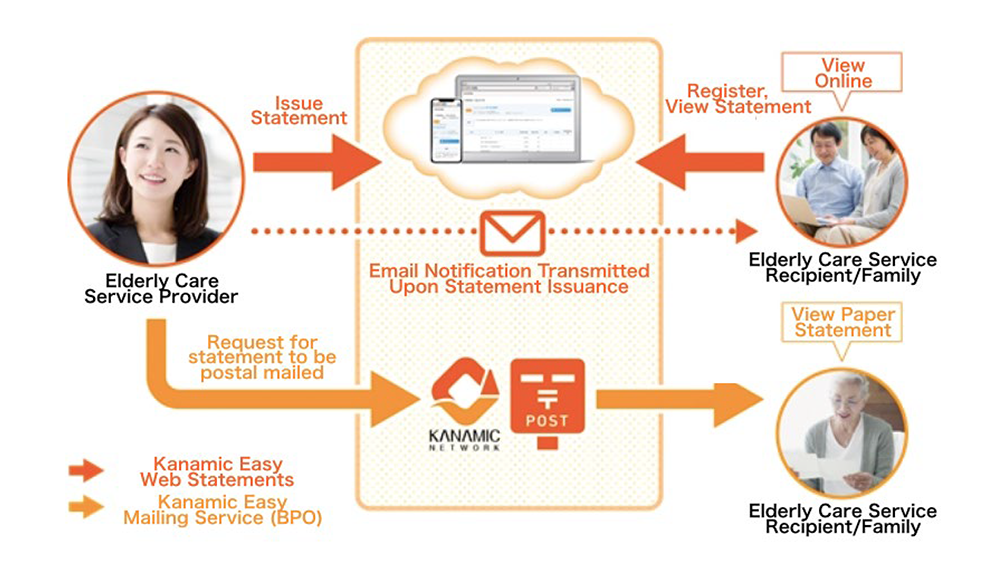 View
Online
Issue
Statement
Register,
View Statement
Email Notification Transmitted
Upon Statement Issuance
Elderly Care
Service Provider
Elderly Care Service
Recipient/Family
View Paper
Statement
Request for
statement to be
postal mailed
POST
KANAMIC
NETWORK
Kanamic Easy
Web Statements
Kanamic Easy
Mailing Service (BPO)
Elderly Care Service
Recipient/Family